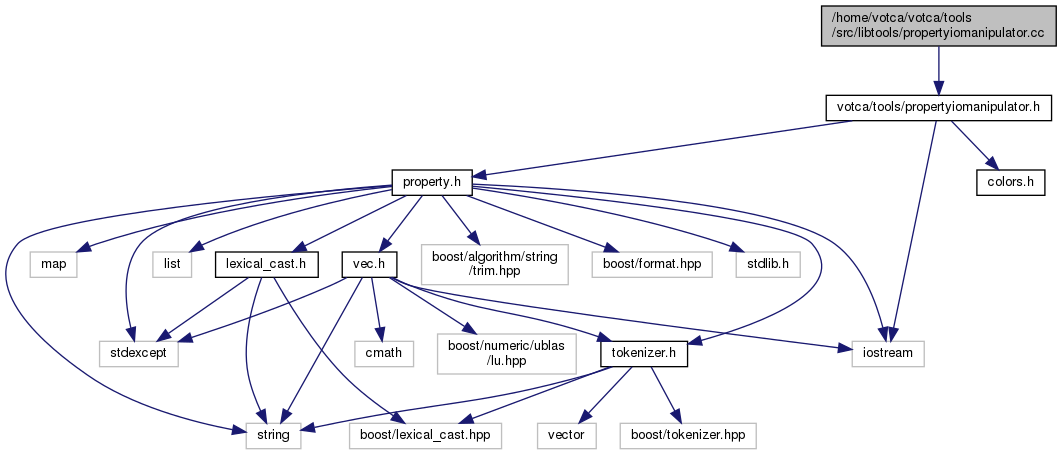 /home/votca/votca/tools
/src/libtools/propertyiomanipulator.cc
votca/tools/propertyiomanipulator.h
property.h
colors.h
map
list
lexical_cast.h
vec.h
boost/algorithm/string
/trim.hpp
boost/format.hpp
stdlib.h
stdexcept
cmath
boost/numeric/ublas
/lu.hpp
tokenizer.h
iostream
string
boost/lexical_cast.hpp
vector
boost/tokenizer.hpp